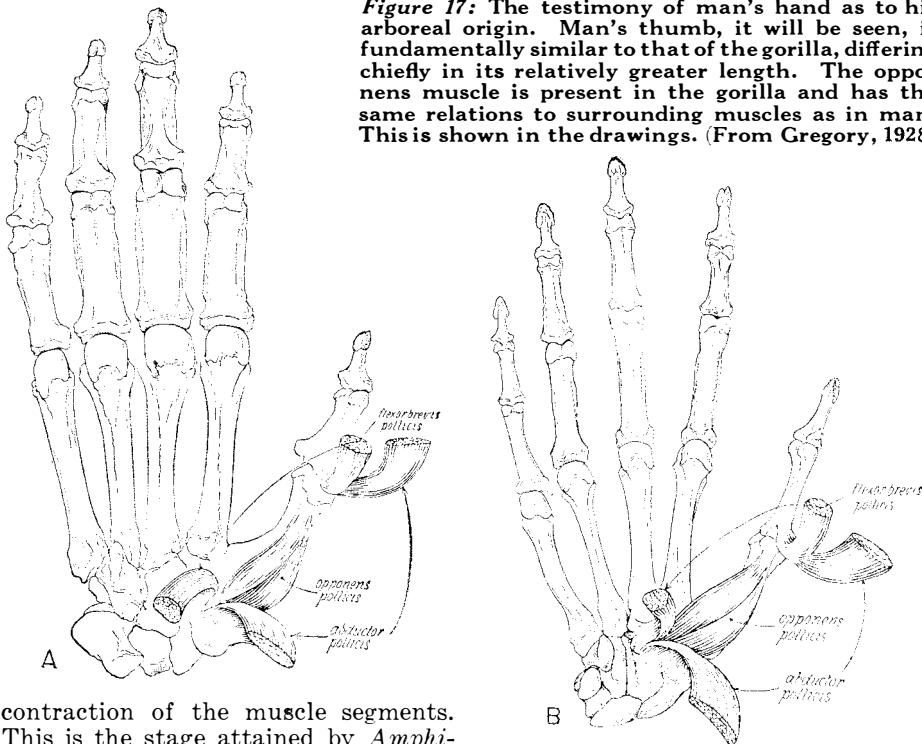 Figure 17: The testimony of man's hand as to hi
arboreal origin. Man's thumb, it will be seen, i
fundamentally similar to that of the gorilla, differin
chiefly in its relatively greater length. The oppo
nens muscle is present in the gorilla and has th
same relations to surrounding muscles as in man
This is shown in the drawings. (From Gregory, 1928
flexor brevis
pollicis
opponens
pollicis
abductor
pollicis
A
flexor brevis
pollicis
opponens
pollicis
abductor
pollicis
B
contraction of the muscle segments.
This is the stage attained by Amphi-